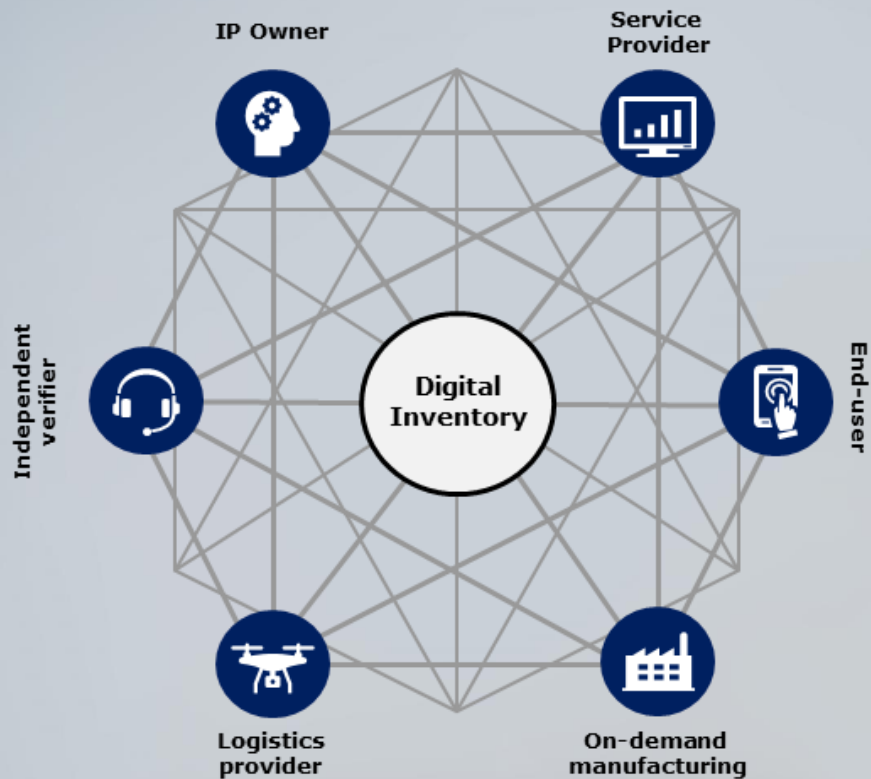 IP Owner
Service
Provider
Independent
verifier
Digital
Inventory
End-user
Logistics
provider
On-demand
manufacturing